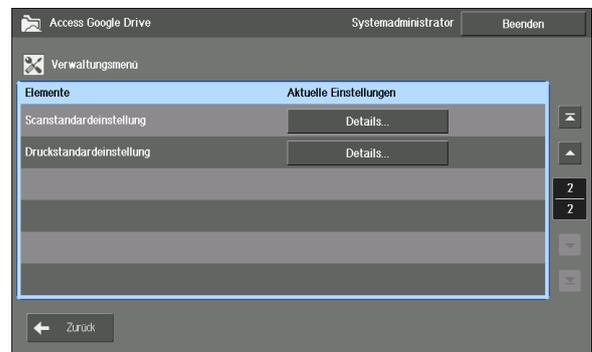 Access Google Drive Systemadministrator Beenden
Verwaltungsmenü
Elemente Aktuelle Einstellungen
Scanstandardeinstellung Details...
Druckstandardeinstellung Details...
2
2
Zurück